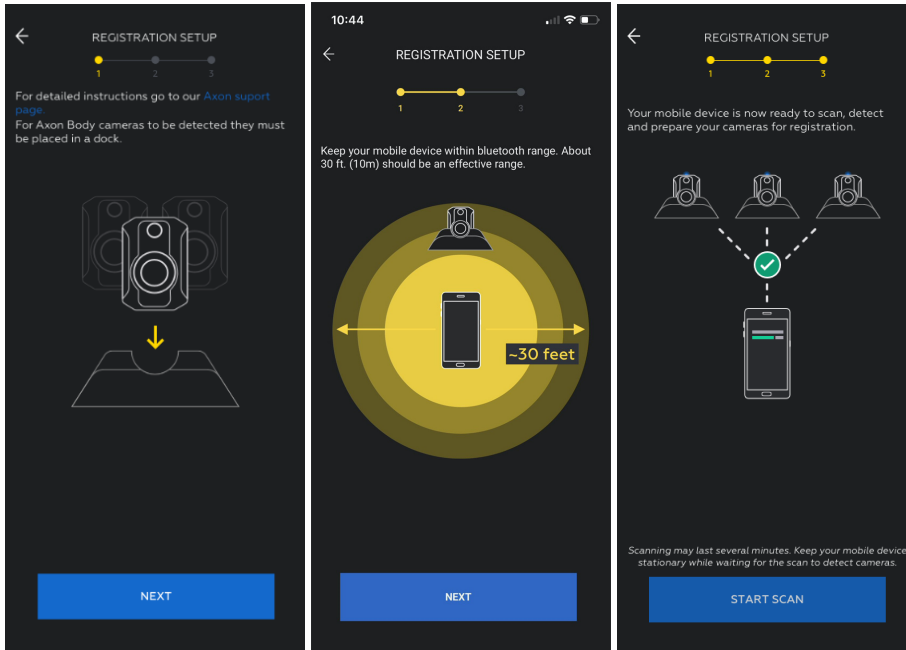 REGISTRATION SETUP
1 2 3
For detailed instructions go to our Axon suport
page.
For Axon Body cameras to be detected they must
be placed in a dock.
NEXT
10:44
REGISTRATION SETUP
1 2 3
Keep your mobile device within bluetooth range. About
30 ft. (10m) should be an effective range.
~30 feet
NEXT
REGISTRATION SETUP
1 2 3
Your mobile device is now ready to scan, detect
and prepare your cameras for registration.
Scanning may last several minutes. Keep your mobile device
stationary while waiting for the scan to detect cameras.
START SCAN